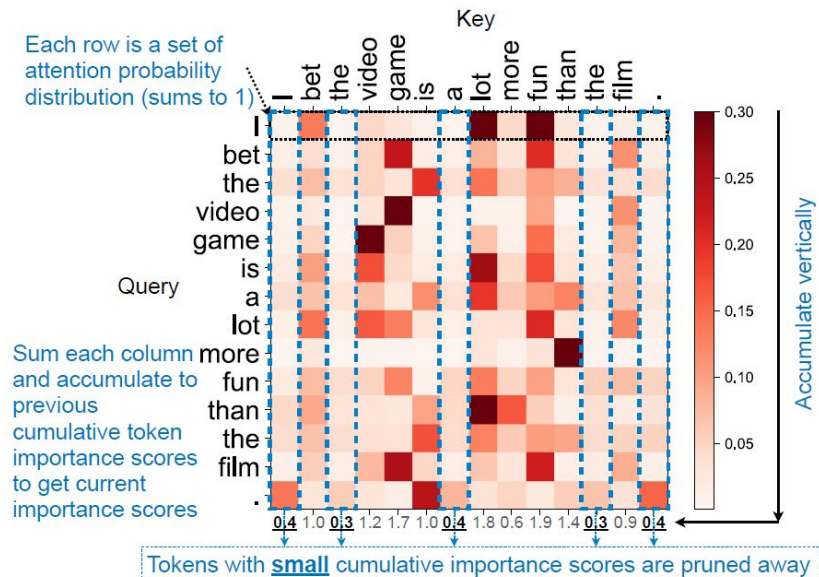 Key
Each row is a set of
attention probability
distribution (sums to 1)
I bet the video game is a lot more fun than the film .
I
bet
the
video
game
is
a
lot
more
fun
than
the
film
.
Query
Sum each column
and accumulate to
previous
cumulative token
importance scores
to get current
importance scores
0.30
0.25
0.20
0.15
0.10
0.05
Accumulate vertically
0.4 1.0 0.3 1.2 1.7 1.0 0.4 1.8 0.6 1.9 1.4 0.3 0.9 0.4
Tokens with small cumulative importance scores are pruned away